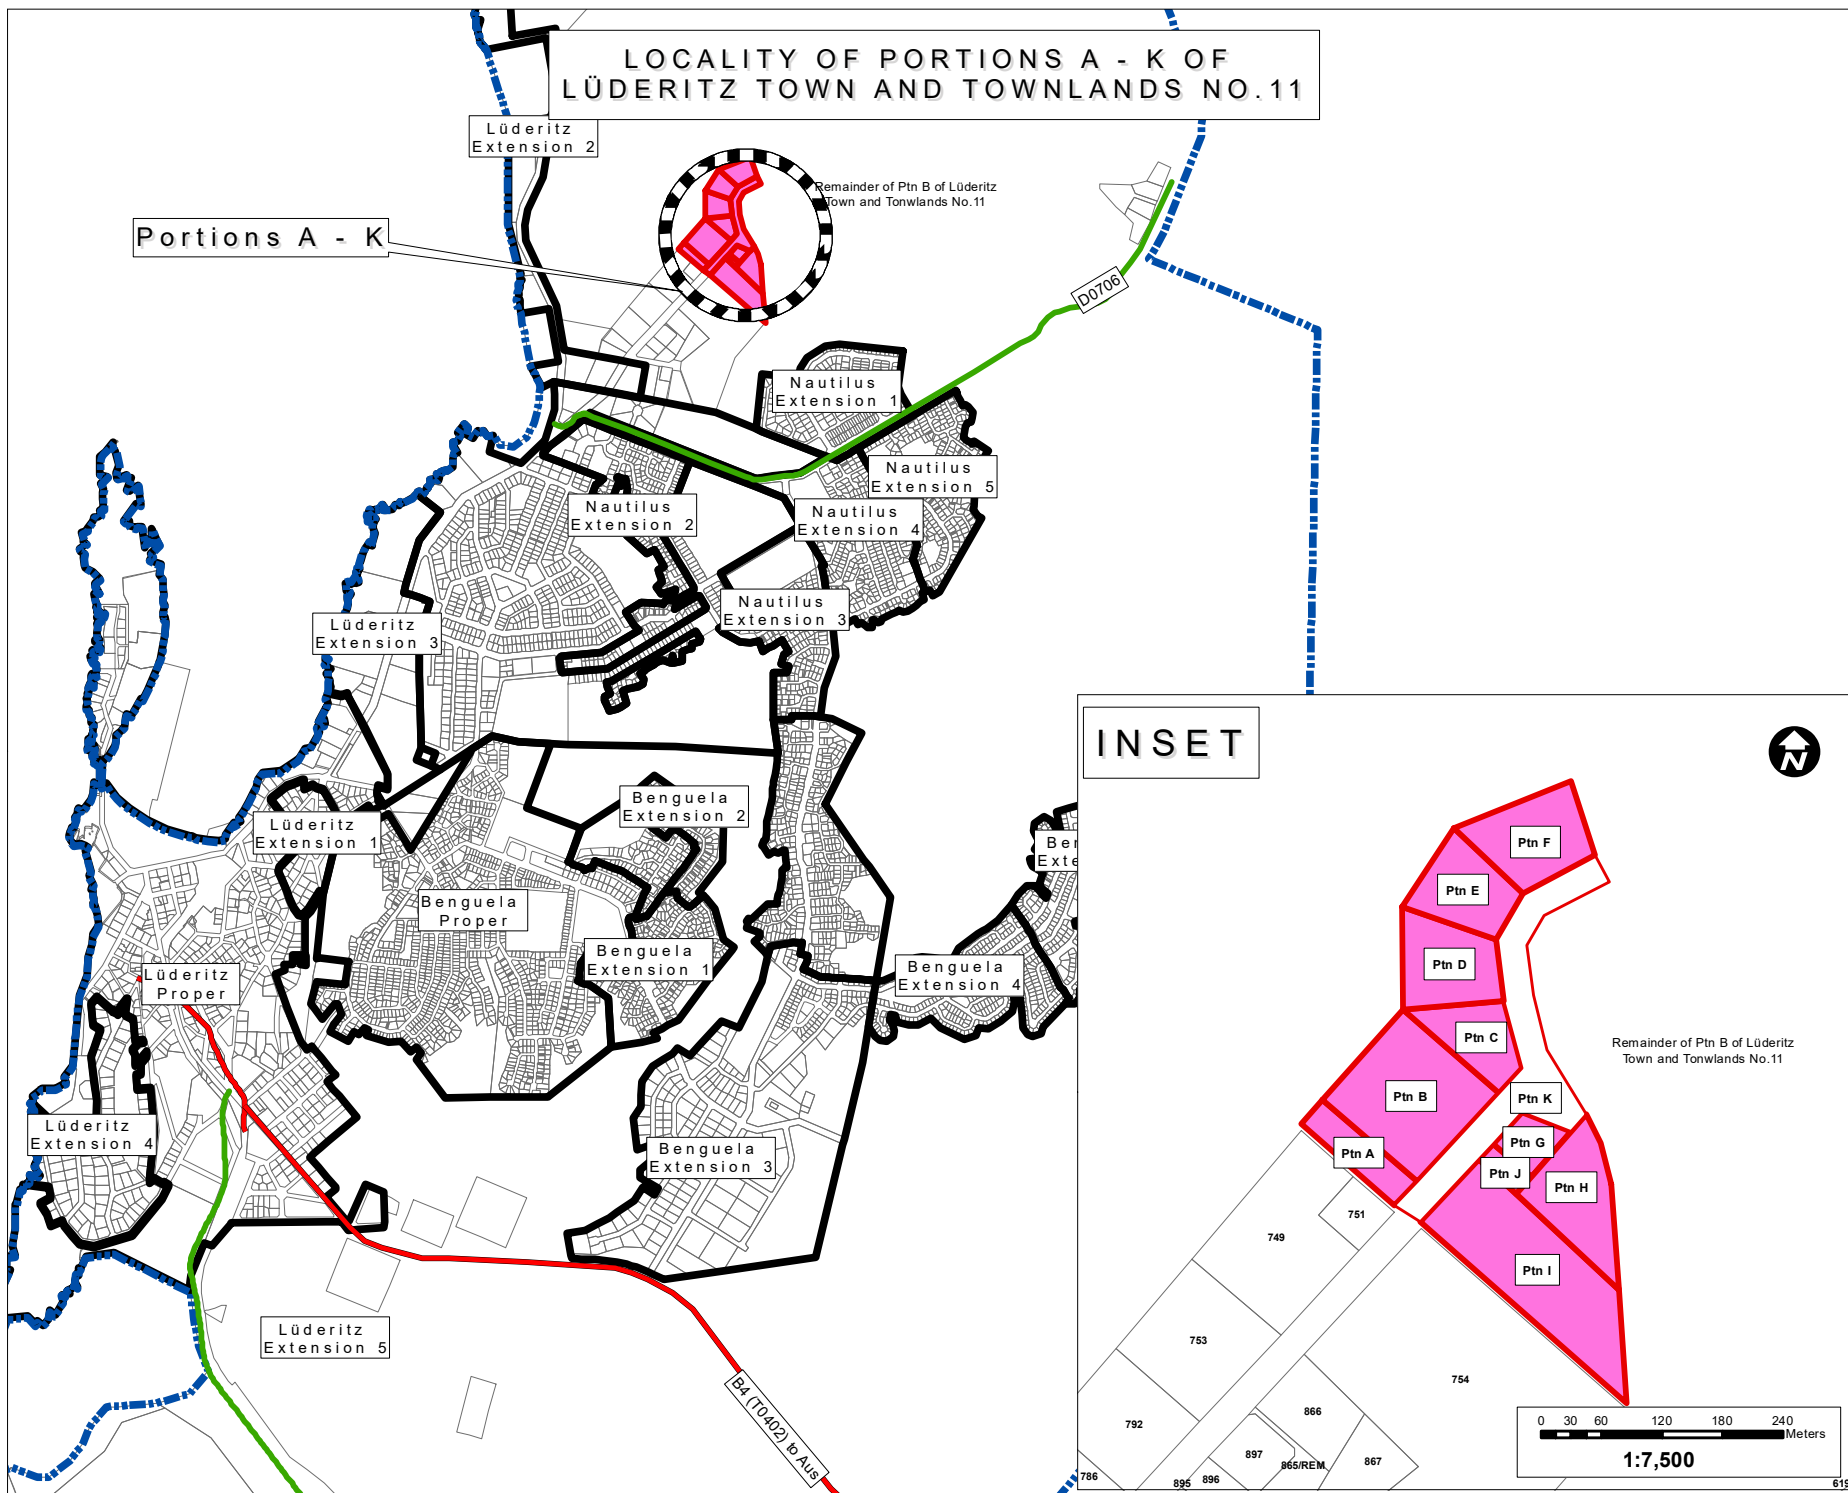 LOCALITY OF PORTIONS A - K OF
LÜDERITZ TOWN AND TOWNLANDS NO.11
Lüderitz
Extension 2
Remainder of Ptn B of Lüderitz
Town and Tonwlands No.11
Portions A - K
D0706
Nautilus
Extension 1
Nautilus
Extension 5
Nautilus
Extension 2
Nautilus
Extension 4
Nautilus
Extension 3
Lüderitz
Extension 3
Benguela
Extension 2
Lüderitz
Extension 1
Ben
Exte
Benguela
Proper
Benguela
Extension 1
Benguela
Extension 4
Lüderitz
Proper
Lüderitz
Extension 4
Benguela
Extension 3
Lüderitz
Extension 5
B4 (T0402) to Aus
INSET
N
Ptn F
Ptn E
Ptn D
Ptn C
Remainder of Ptn B of Lüderitz
Town and Tonwlands No.11
Ptn B
Ptn K
Ptn G
Ptn A
Ptn J
Ptn H
751
749
Ptn I
753
754
792
866
897
865/REM
867
786
895
896
0 30 60 120 180 240
Meters
1:7,500
619